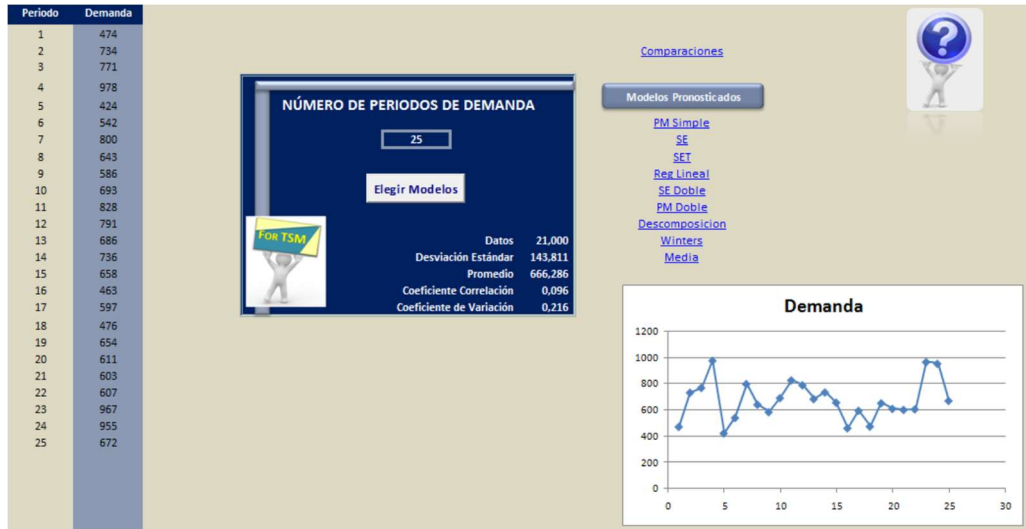 Periodo Demanda
1 474
2 734
3 771
4 978
5 424
6 542
7 800
8 643
9 586
10 693
11 828
12 791
13 686
14 736
15 658
16 463
17 597
18 476
19 654
20 611
21 603
22 607
23 967
24 955
25 672
NÚMERO DE PERIODOS DE DEMANDA
25
Elegir Modelos
FOR TSM
Datos 21,000
Desviación Estándar 143,811
Promedio 666,286
Coeficiente Correlación 0,096
Coeficiente de Variación 0,216
Comparaciones
Modelos Pronosticados
PM Simple
SE
SET
Reg Lineal
SE Doble
PM Doble
Descomposicion
Winters
Media
?
Demanda
1200
1000
800
600
400
200
0
0 5 10 15 20 25 30